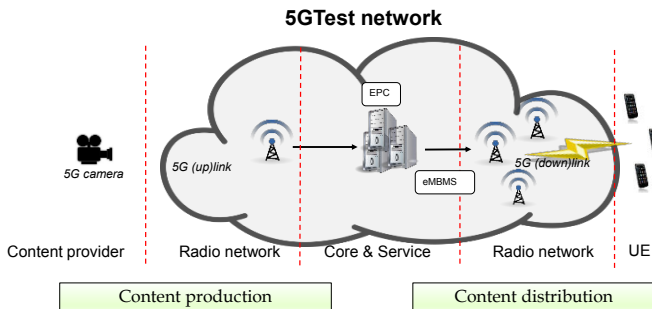 5GTest network
EPC
5G camera
5G (up)link
5G (down)link
eMBMS
Content provider
Radio network
Core & Service
Radio network
UE
Content production
Content distribution